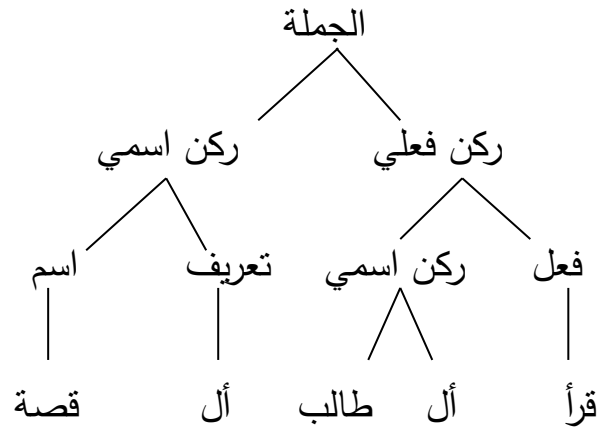 الجملة
ركن فعلي ركن اسمي
فعل ركن اسمي تعريف اسم
قرأ أل طالب أل قصة